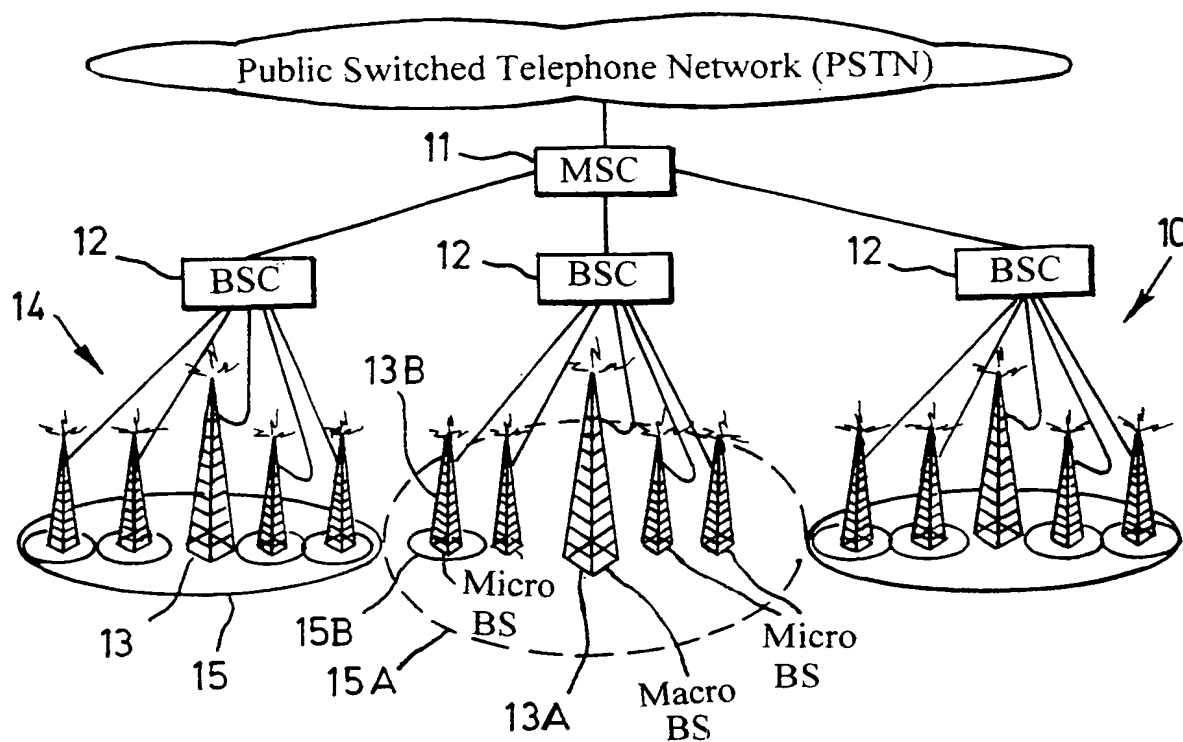 Public Switched Telephone Network (PSTN)
11
MSC
12
BSC
12
BSC
12
BSC
10
14
13B
13
15
15B
15A
Micro
BS
13A
Macro
BS
Micro
BS